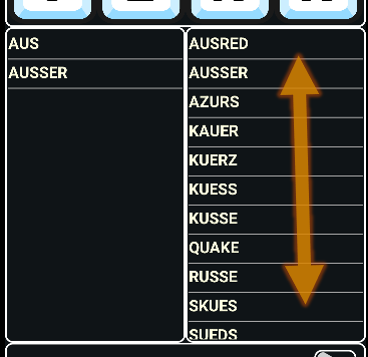 AUS
AUSSER
AUSRED
AUSSER
AZURS
KAUER
KUERZ
KUESS
KUSSE
QUAKE
RUSSE
SKUES
SUEDS